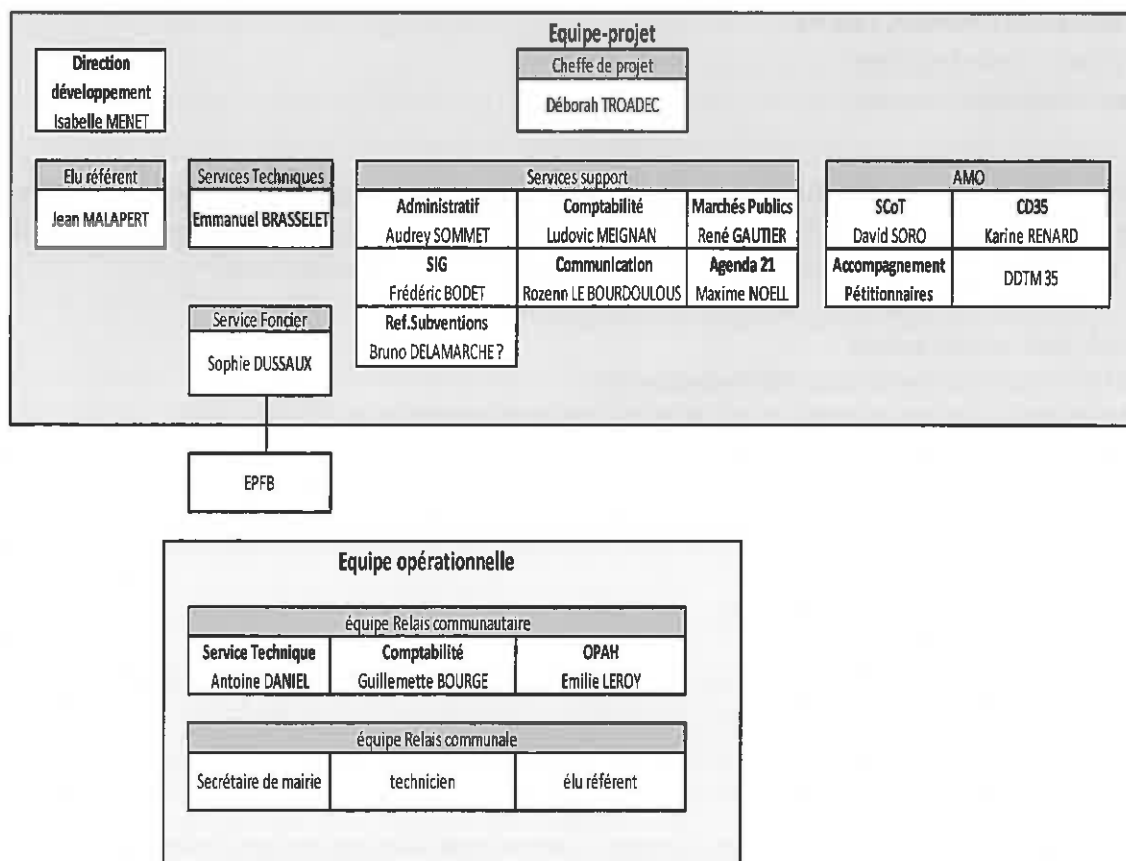 Equipe-projet
Direction
développement
Isabelle MENET
Cheffe de projet
Déborah TROADEC
Elu référent
Jean MALAPERT
Services Techniques
Emmanuel BRASSELET
Services support
Administratif
Audrey SOMMET
Comptabilité
Ludovic MEIGNAN
Marchés Publics
René GAUTIER
SIG
Frédéric BODET
Communication
Rozenn LE BOURDOULOUS
Agenda 21
Maxime NOELL
Ref.Subventions
Bruno DELAMARCHE ?
AMO
SCoT
David SORO
CD35
Karine RENARD
Accompagnement
Pétitionnaires
DDTM 35
Service Foncier
Sophie DUSSAUX
EPFB
Equipe opérationnelle
équipe Relais communautaire
Service Technique
Antoine DANIEL
Comptabilité
Guillemette BOURGE
OPAH
Emilie LEROY
équipe Relais communale
Secrétaire de mairie
technicien
élu référent